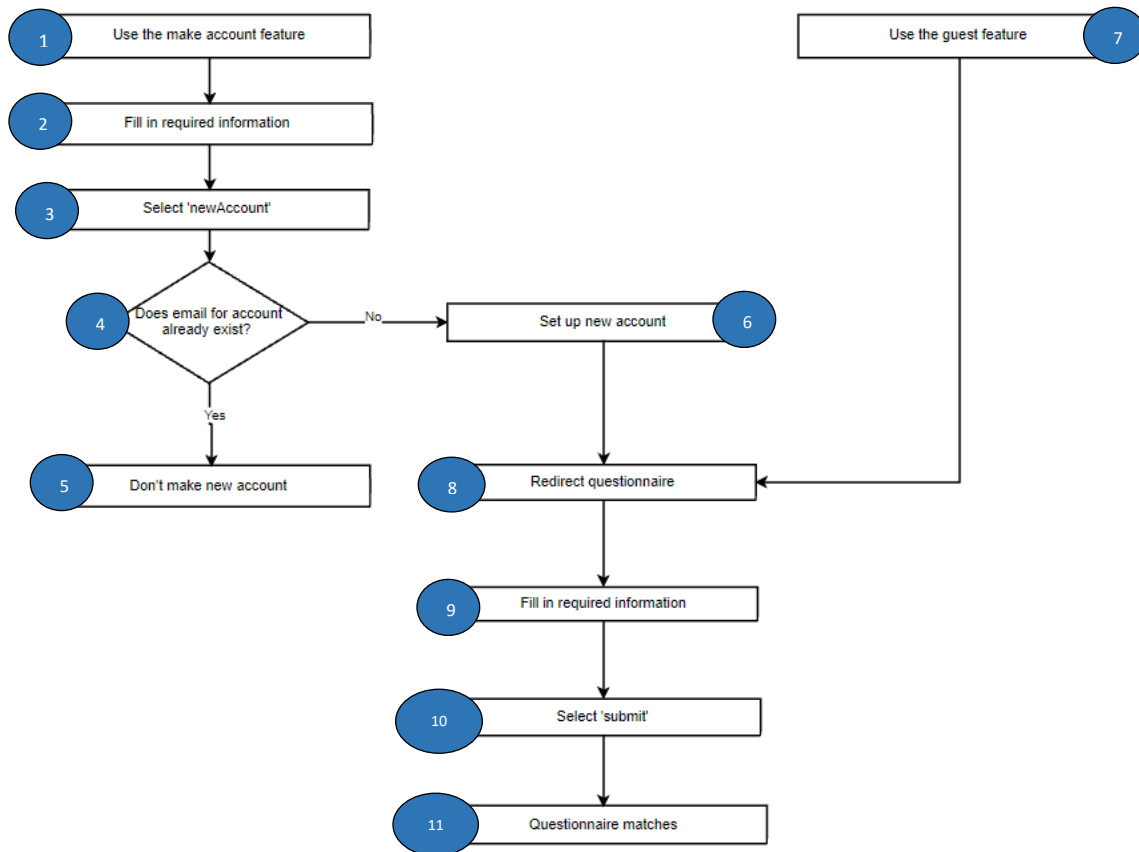 1
Use the make account feature
Use the guest feature
7
2
Fill in required information
3
Select 'newAccount'
4
Does email for account
already exist?
No
Set up new account
6
Yes
5
Don't make new account
8
Redirect questionnaire
9
Fill in required information
10
Select 'submit'
11
Questionnaire matches